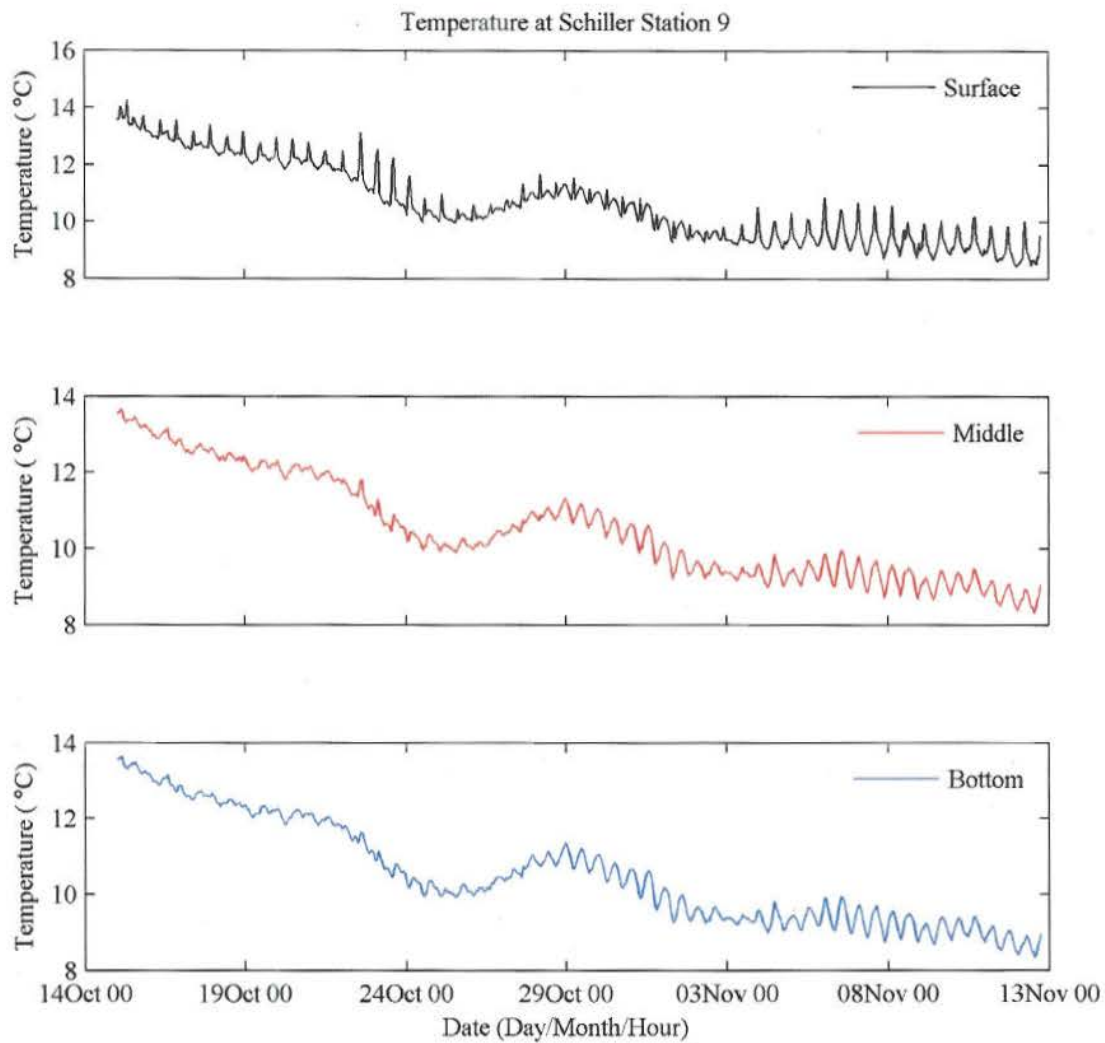 Temperature at Schiller Station 9
16
14
12
10
8
Temperature ( °C)
Surface
14
12
10
8
Temperature ( °C)
Middle
14
12
10
8
Temperature ( °C)
Bottom
14Oct 00 19Oct 00 24Oct 00 29Oct 00 03Nov 00 08Nov 00 13Nov 00
Date (Day/Month/Hour)